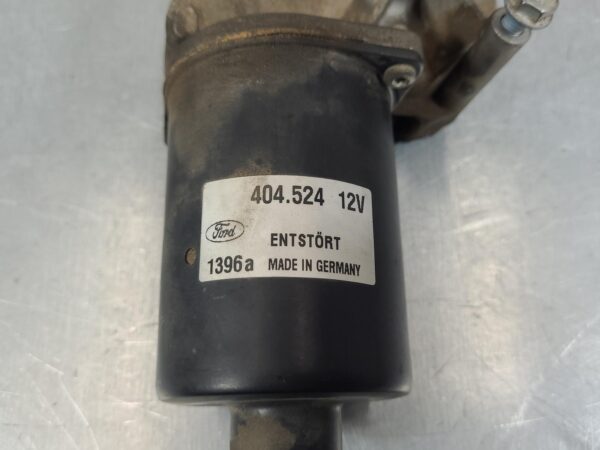 404.524 12V
Ford
ENTSTÖRT
1396a MADE IN GERMANY